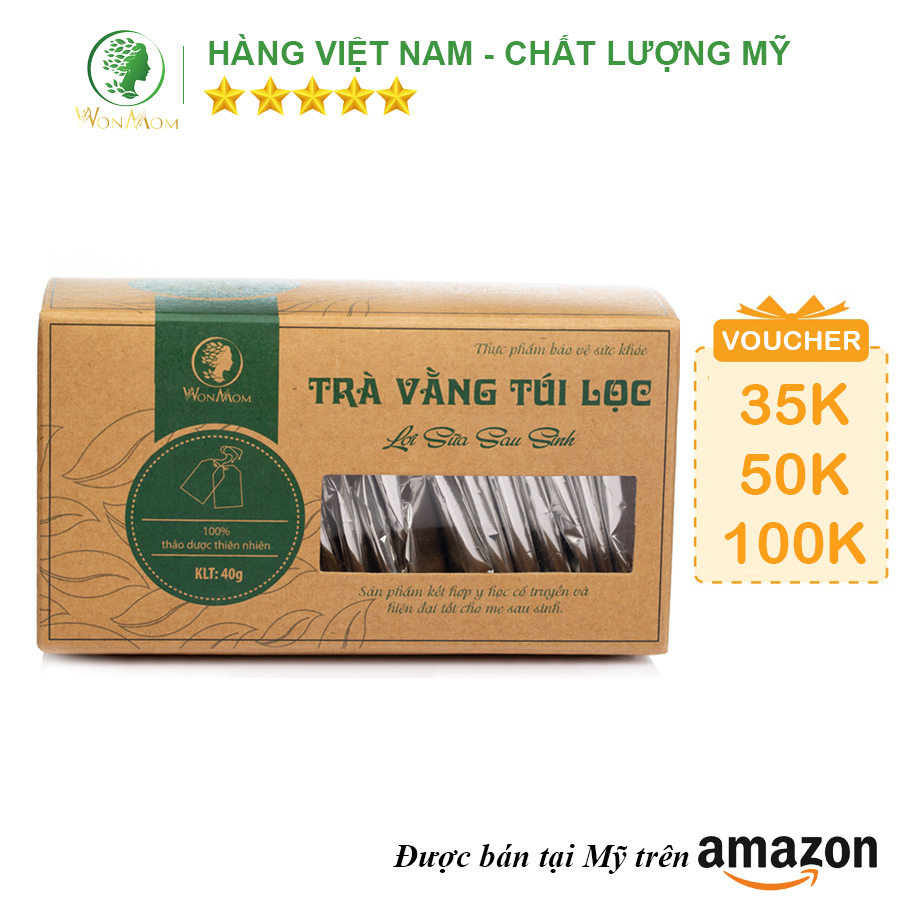 HÀNG VIỆT NAM - CHẤT LƯỢNG MỸ
WONMOM
VOUCHER
35K
50K
100K
Thực phẩm bảo vệ sức khỏe
WONMOM
TRÀ VẰNG TÚI LỌC
Lợi Sữa Sau Sinh
100%
thảo dược thiên nhiên
KLT: 40g
Sản phẩm kết hợp y học cổ truyền và
hiện đại tốt cho mẹ sau sinh.
Được bán tại Mỹ trên amazon